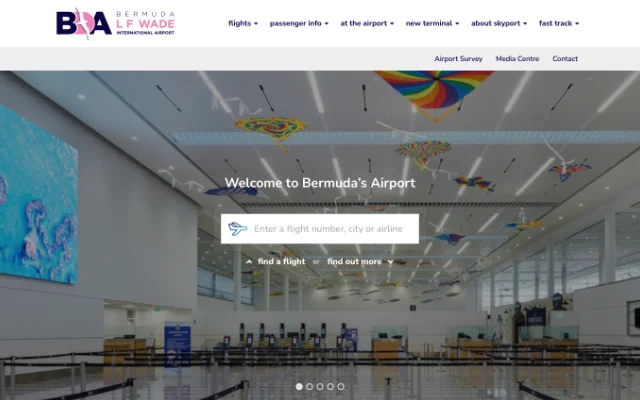 BDA
BERMUDA
L F WADE
INTERNATIONAL AIRPORT
flights
passenger info
at the airport
new terminal
about skyport
fast track
Airport Survey
Media Centre
Contact
Welcome to Bermuda's Airport
Enter a flight number, city or airline
find a flight or find out more